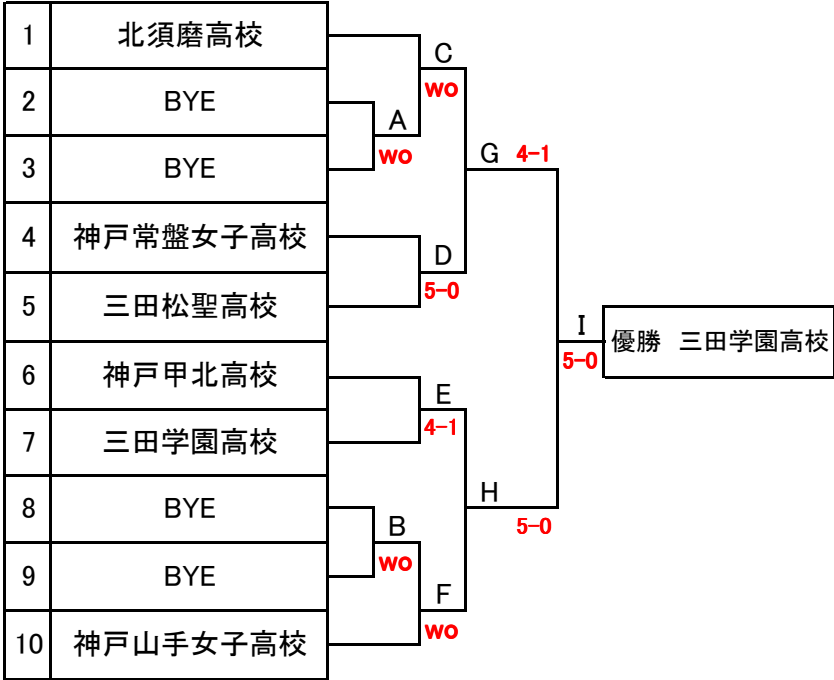 1 北須磨高校
C
wo
2 BYE
A
wo
3 BYE
G 4-1
4 神戸常盤女子高校
D
5-0
5 三田松聖高校
I
5-0
優勝 三田学園高校
6 神戸甲北高校
E
4-1
7 三田学園高校
8 BYE
H
5-0
B
wo
9 BYE
F
wo
10 神戸山手女子高校